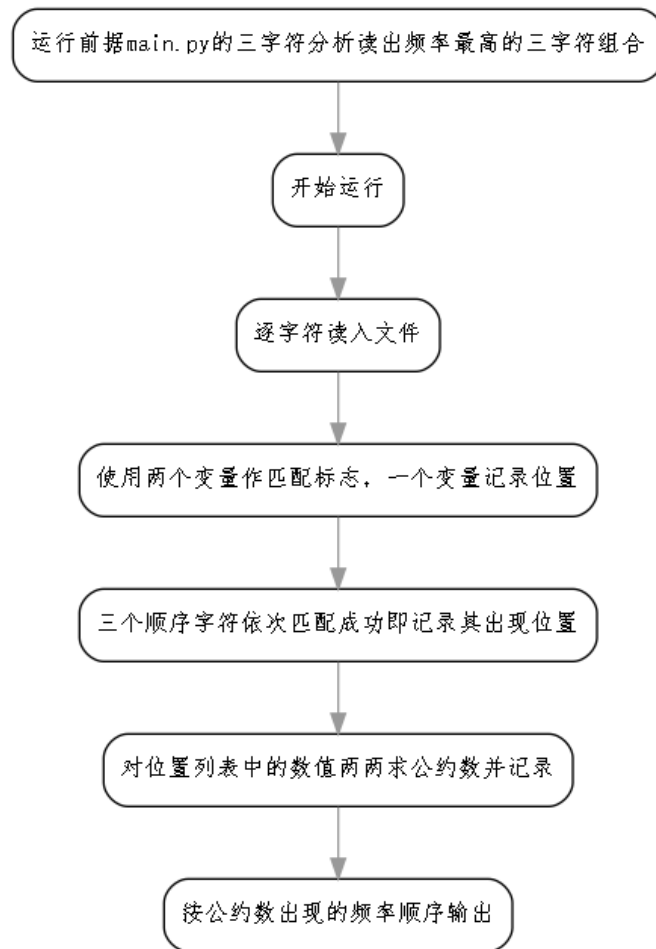 运行前据main.py的三字符分析读出频率最高的三字符组合
开始运行
逐字符读入文件
使用两个变量作匹配标志，一个变量记录位置
三个顺序字符依次匹配成功即记录其出现位置
对位置列表中的数值两两求公约数并记录
按公约数出现的频率顺序输出